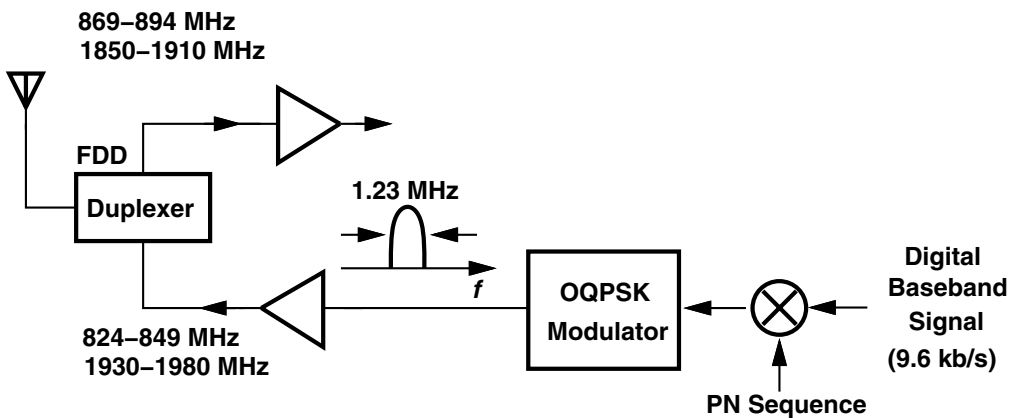 869–894 MHz
1850–1910 MHz
FDD
Duplexer
1.23 MHz
f
OQPSK
Modulator
Digital
Baseband
Signal
(9.6 kb/s)
824–849 MHz
1930–1980 MHz
PN Sequence